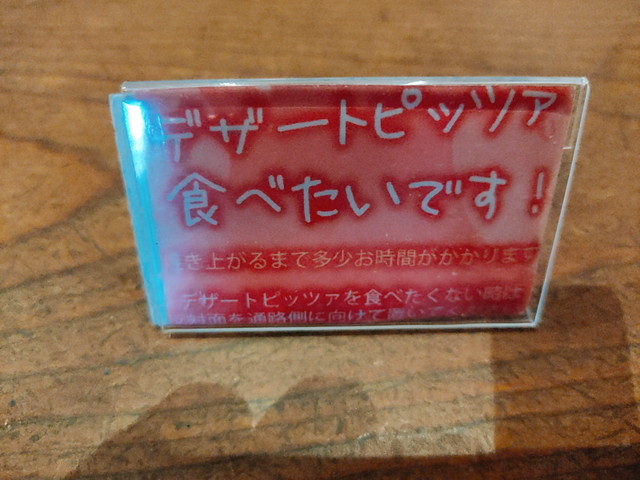 デザートピッツァ
食べたいです!
き上がるまで多少お時間がかかります
デザートピッツァを食べたくない時は
対面を通路側に向けて置いて